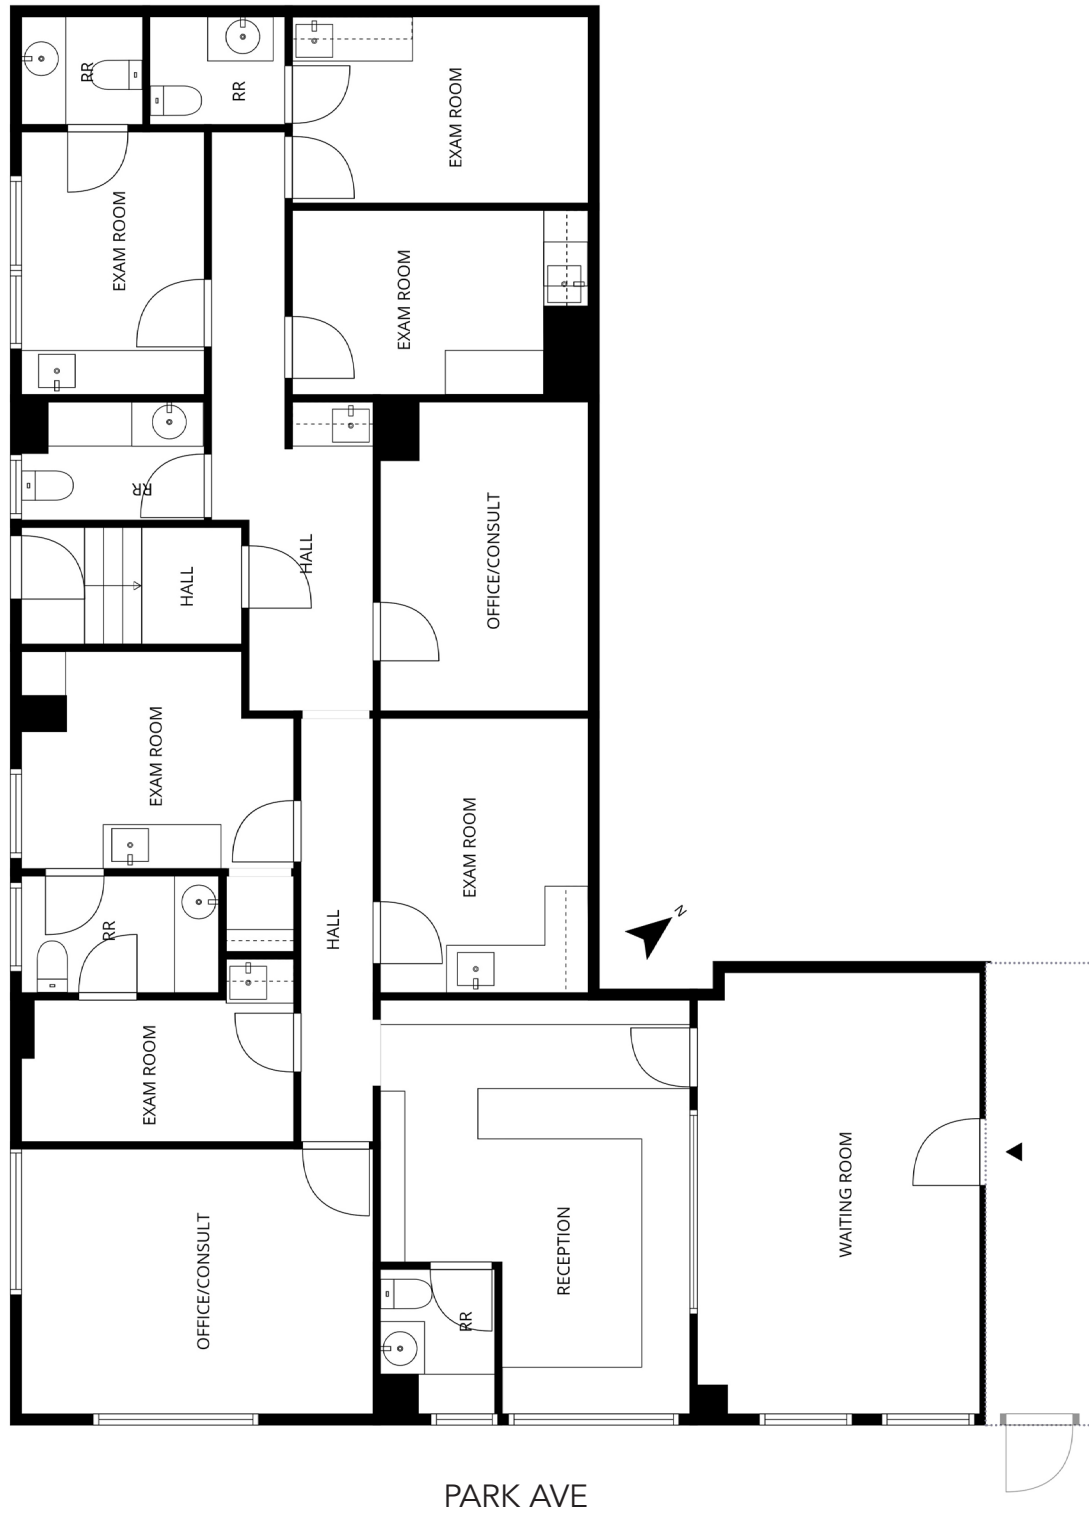 RR
RR
EXAM ROOM
EXAM ROOM
EXAM ROOM
RR
OFFICE/CONSULT
HALL
HALL
EXAM ROOM
EXAM ROOM
N
RR
HALL
EXAM ROOM
WAITING ROOM
RECEPTION
OFFICE/CONSULT
RR
PARK AVE